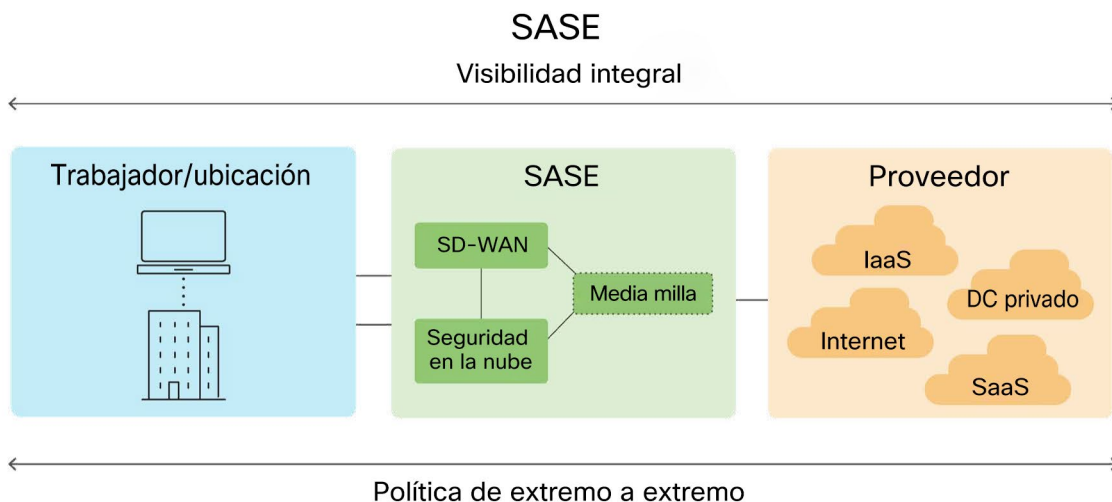 SASE
Visibilidad integral
Trabajador/ubicación
SASE
SD-WAN
Media milla
Seguridad
en la nube
Proveedor
IaaS
DC privado
Internet
SaaS
Política de extremo a extremo